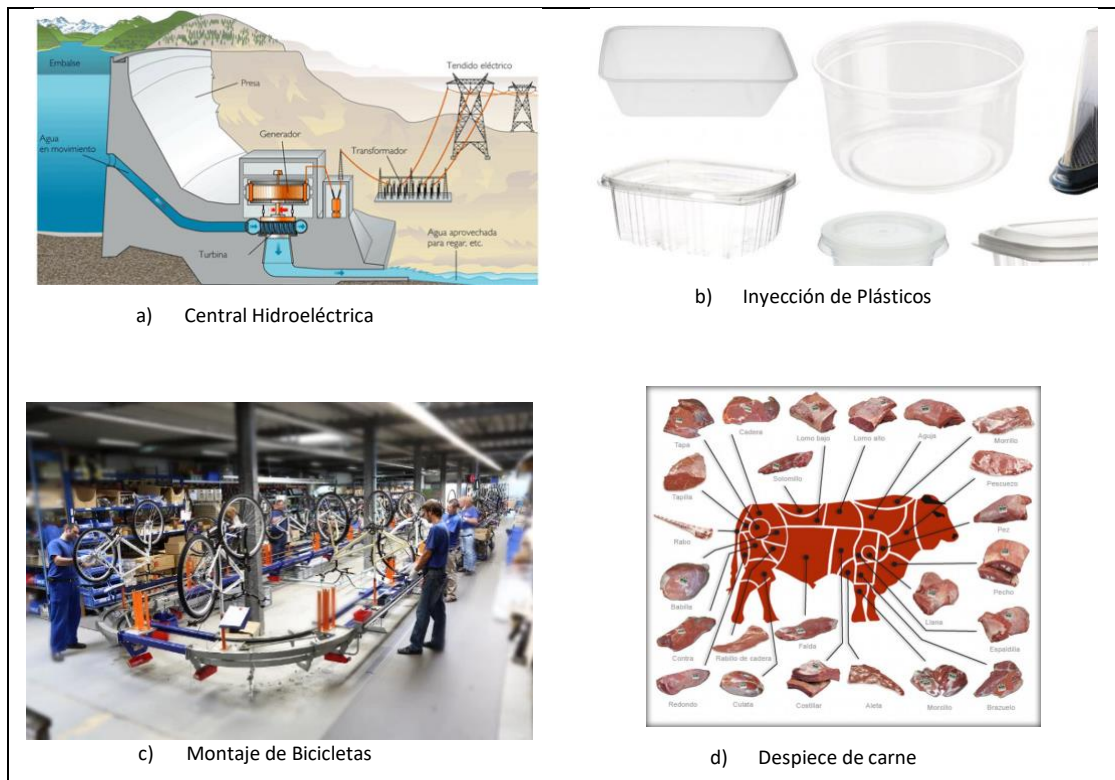 Embalse
Presa
Tendido eléctrico
Agua
en movimiento
Generador
Transformador
Turbina
Agua aprovechada
para regar, etc.
a) Central Hidroeléctrica
b) Inyección de Plásticos
c) Montaje de Bicicletas
Tapa
Cadera
Lomo bajo
Lomo alto
Aguja
Morrillo
Tapilla
Solomillo
Pescuezo
Rabo
Pez
Babilla
Pecho
Llana
Contra
Rabillo de cadera
Falda
Espaldilla
Redondo
Culata
Costillar
Aleta
Morcillo
Brazuelo
d) Despiece de carne